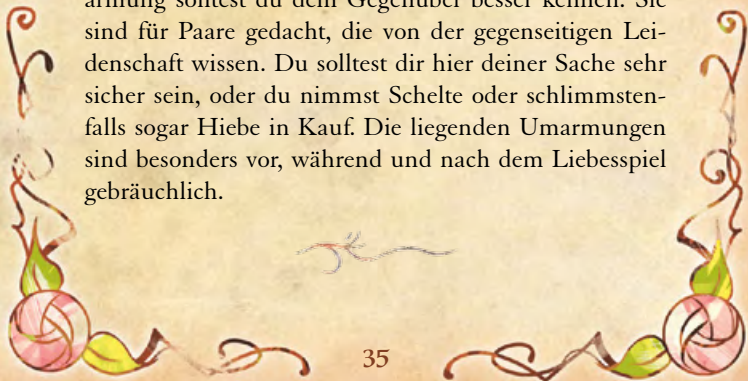 armung solltest du dein Gegenüber besser kennen. Sie
sind für Paare gedacht, die von der gegenseitigen Lei-
denschaft wissen. Du solltest dir hier deiner Sache sehr
sicher sein, oder du nimmst Schelte oder schlimmsten-
falls sogar Hiebe in Kauf. Die liegenden Umarmungen
sind besonders vor, während und nach dem Liebesspiel
gebräuchlich.
35